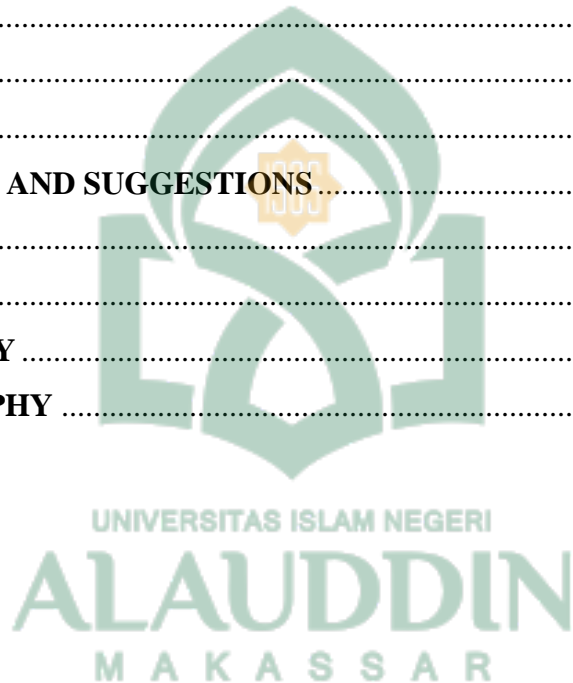 ................................................................................
................................................................................
................................................................................
AND SUGGESTIONS....................................
................................................................................
................................................................................
Y ............................................................................
PHY ......................................................................
UNIVERSITAS ISLAM NEGERI
ALAUDDIN
MAKASSAR